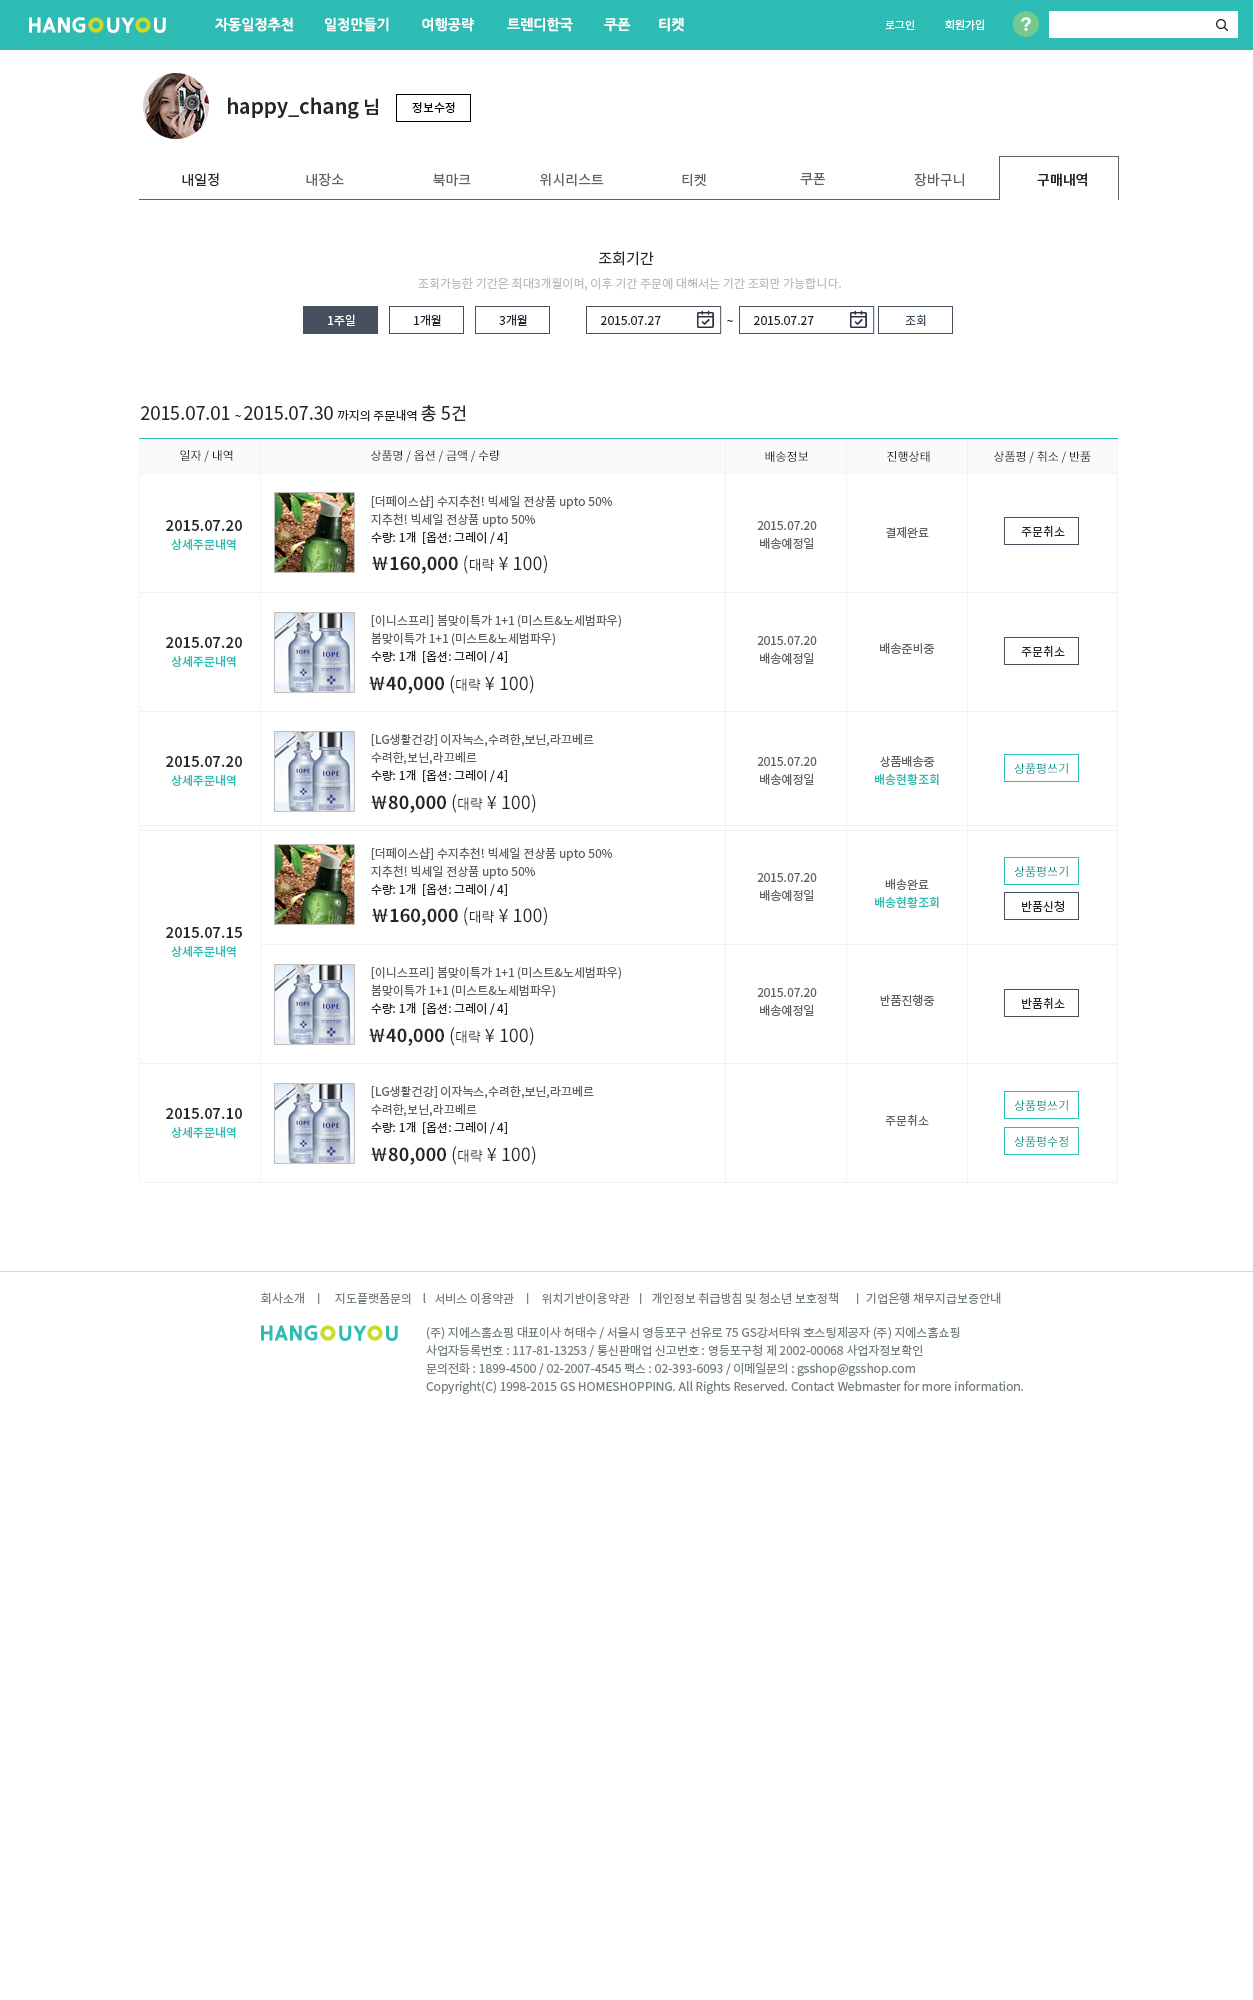 HANGOUYOU 자동일정추천 일정만들기 여행공략 트렌디한국 쿠폰 티켓 로그인 회원가입 ?
happy_chang 님 정보수정
내일정 내장소 북마크 위시리스트 티켓 쿠폰 장바구니 구매내역
조회기간
조회가능한 기간은 최대3개월이며, 이후 기간 주문에 대해서는 기간 조회만 가능합니다.
1주일 1개월 3개월 2015.07.27 ~ 2015.07.27 조회
2015.07.01 ~ 2015.07.30 까지의 주문내역 총 5건
일자 / 내역 상품명 / 옵션 / 금액 / 수량 배송정보 진행상태 상품평 / 취소 / 반품
2015.07.20
상세주문내역
[더페이스샵] 수지추천! 빅세일 전상품 upto 50%
지추천! 빅세일 전상품 upto 50%
수량: 1개 [옵션: 그레이 / 4]
₩160,000 (대략 ¥ 100)
2015.07.20
배송예정일
결제완료
주문취소
2015.07.20
상세주문내역
IOPE IOPE
[이니스프리] 봄맞이특가 1+1 (미스트&노세범파우)
봄맞이특가 1+1 (미스트&노세범파우)
수량: 1개 [옵션: 그레이 / 4]
₩40,000 (대략 ¥ 100)
2015.07.20
배송예정일
배송준비중
주문취소
2015.07.20
상세주문내역
IOPE IOPE
[LG생활건강] 이자녹스,수려한,보닌,라끄베르
수려한,보닌,라끄베르
수량: 1개 [옵션: 그레이 / 4]
₩80,000 (대략 ¥ 100)
2015.07.20
배송예정일
상품배송중
배송현황조회
상품평쓰기
2015.07.15
상세주문내역
[더페이스샵] 수지추천! 빅세일 전상품 upto 50%
지추천! 빅세일 전상품 upto 50%
수량: 1개 [옵션: 그레이 / 4]
₩160,000 (대략 ¥ 100)
2015.07.20
배송예정일
배송완료
배송현황조회
상품평쓰기
반품신청
IOPE IOPE
[이니스프리] 봄맞이특가 1+1 (미스트&노세범파우)
봄맞이특가 1+1 (미스트&노세범파우)
수량: 1개 [옵션: 그레이 / 4]
₩40,000 (대략 ¥ 100)
2015.07.20
배송예정일
반품진행중
반품취소
2015.07.10
상세주문내역
IOPE IOPE
[LG생활건강] 이자녹스,수려한,보닌,라끄베르
수려한,보닌,라끄베르
수량: 1개 [옵션: 그레이 / 4]
₩80,000 (대략 ¥ 100)
주문취소
상품평쓰기
상품평수정
회사소개 ㅣ 지도플랫폼문의 l 서비스 이용약관 ㅣ 위치기반이용약관 ㅣ 개인정보 취급방침 및 청소년 보호정책 ㅣ 기업은행 채무지급보증안내
HANGOUYOU
(주) 지에스홈쇼핑 대표이사 허태수 / 서울시 영등포구 선유로 75 GS강서타워 호스팅제공자 (주) 지에스홈쇼핑
사업자등록번호 : 117-81-13253 / 통신판매업 신고번호 : 영등포구청 제 2002-00068 사업자정보확인
문의전화 : 1899-4500 / 02-2007-4545 팩스 : 02-393-6093 / 이메일문의 : gsshop@gsshop.com
Copyright(C) 1998-2015 GS HOMESHOPPING. All Rights Reserved. Contact Webmaster for more information.